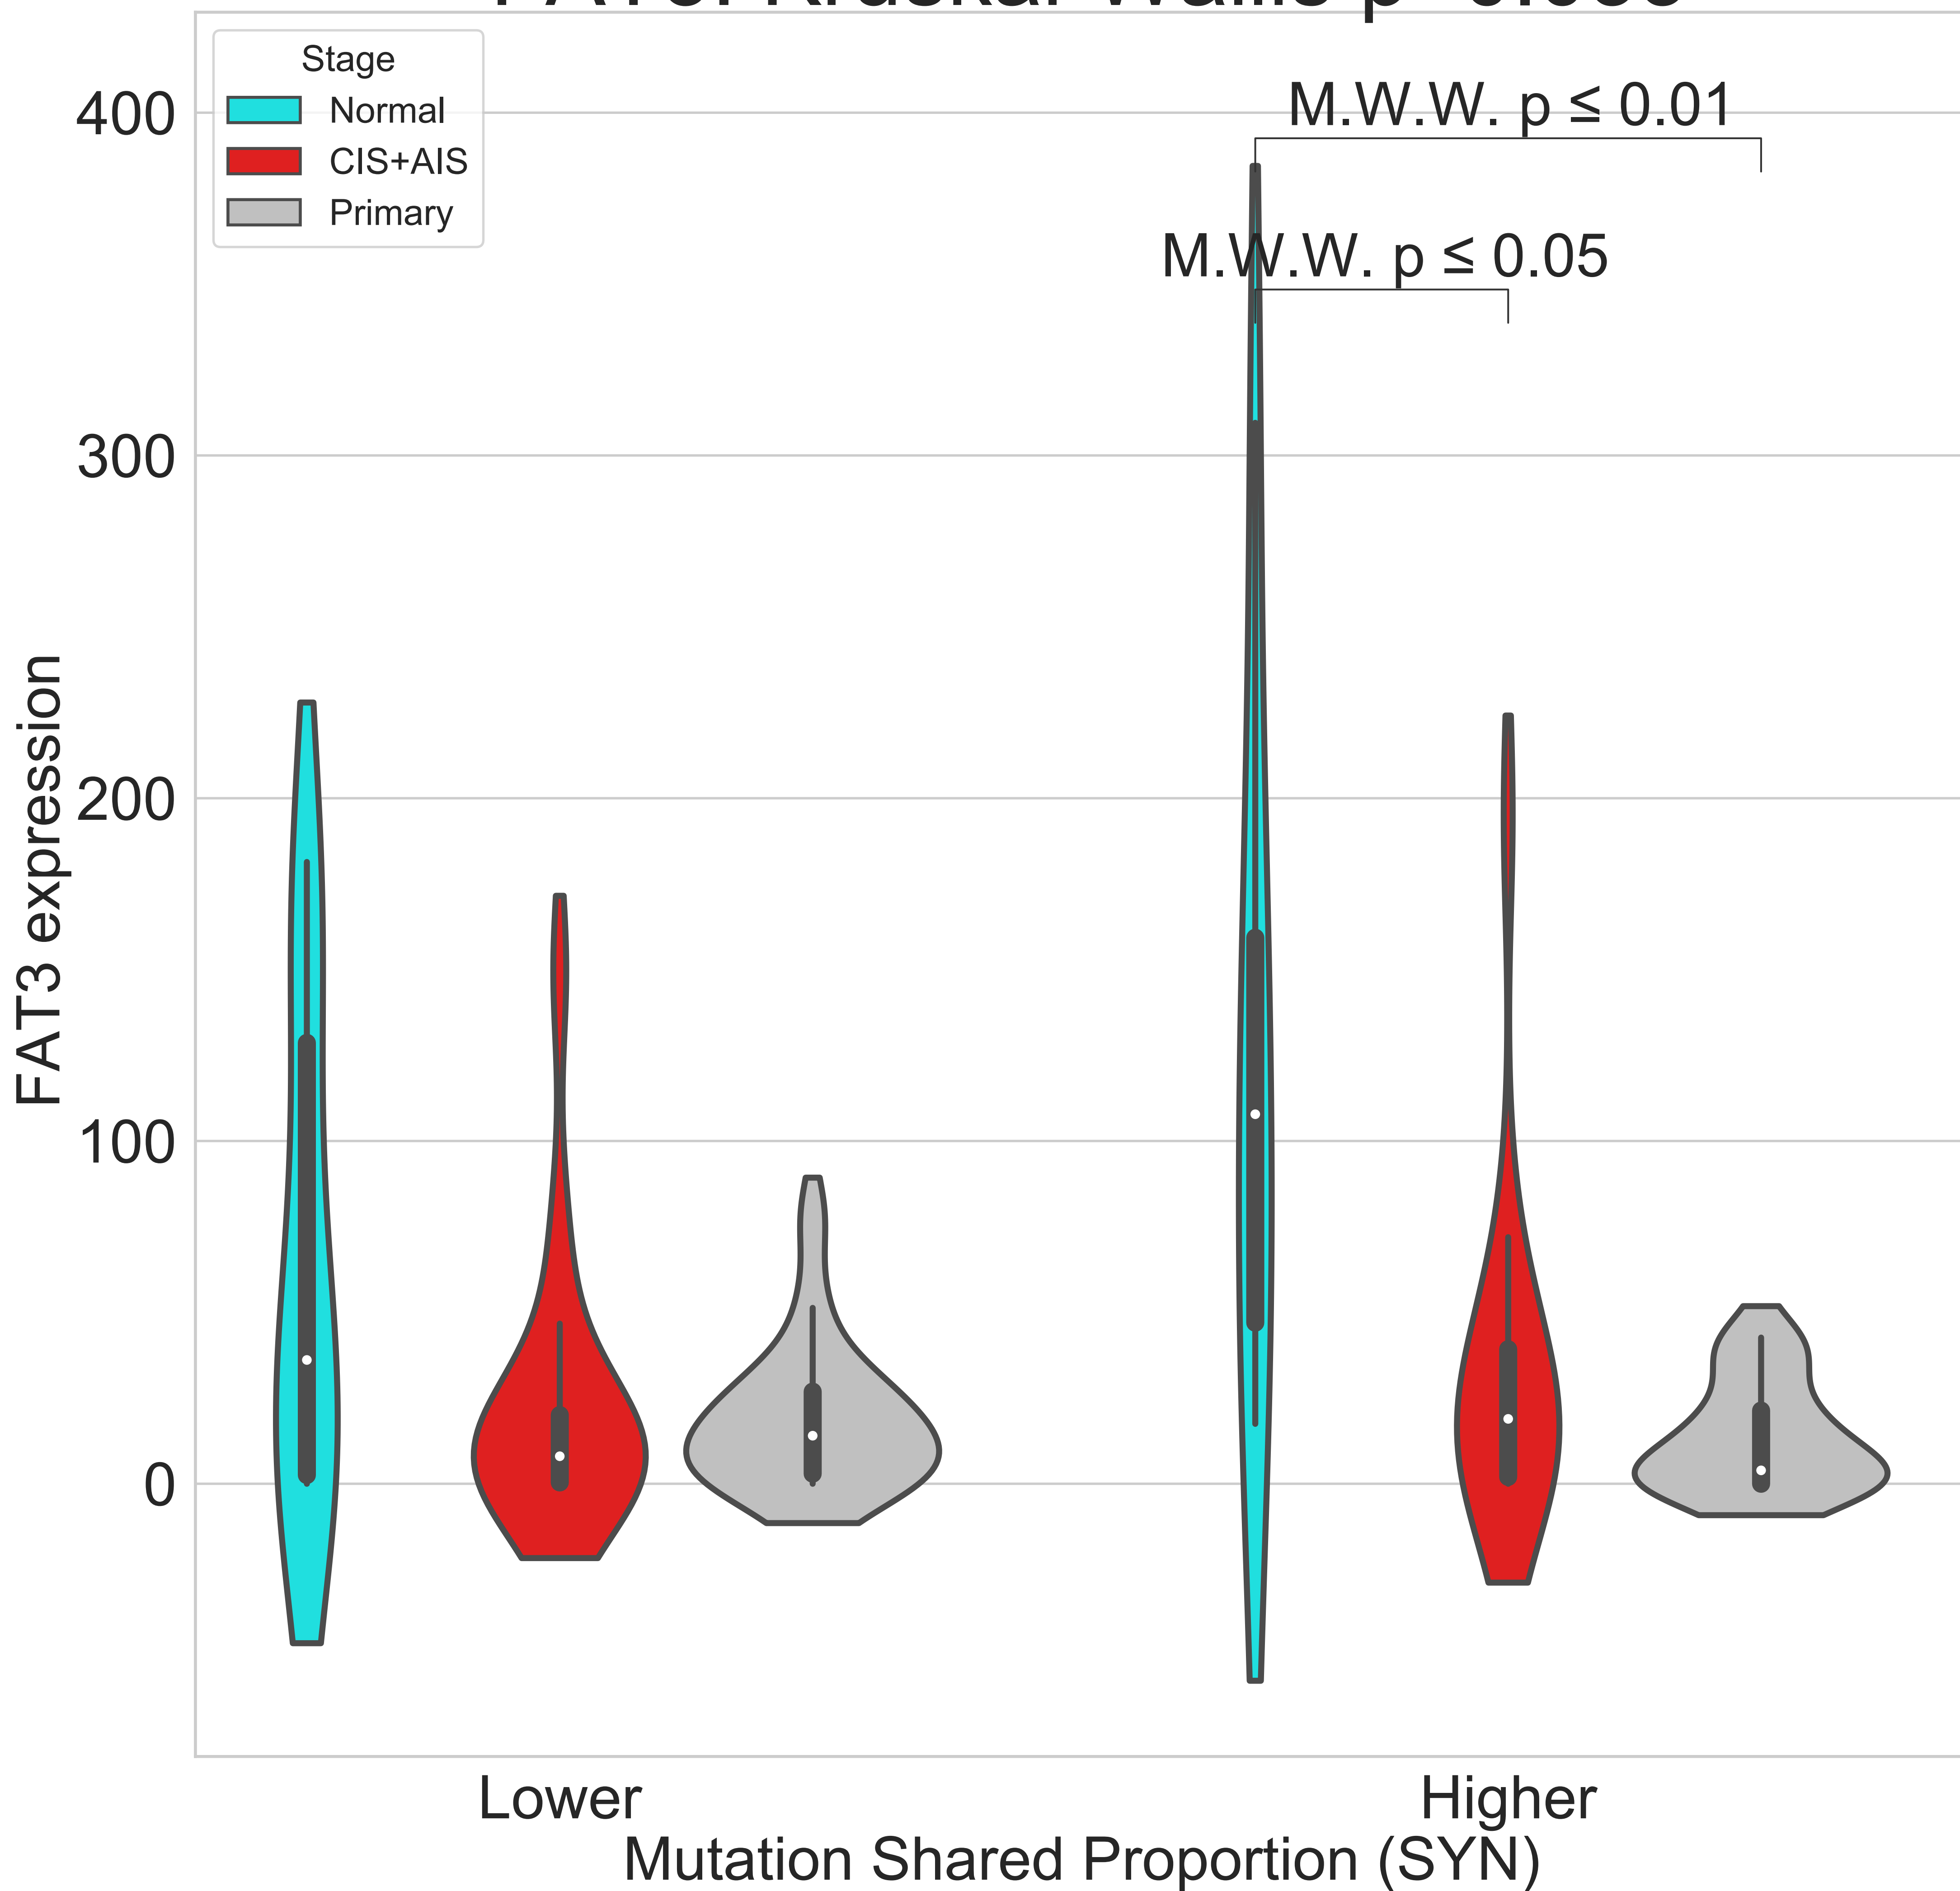 Stage
Normal
CIS+AIS
Primary
M.W.W. p ≤ 0.01
M.W.W. p ≤ 0.05
400
300
200
100
0
FAT3 expression
Lower
Higher
Mutation Shared Proportion (SYN)